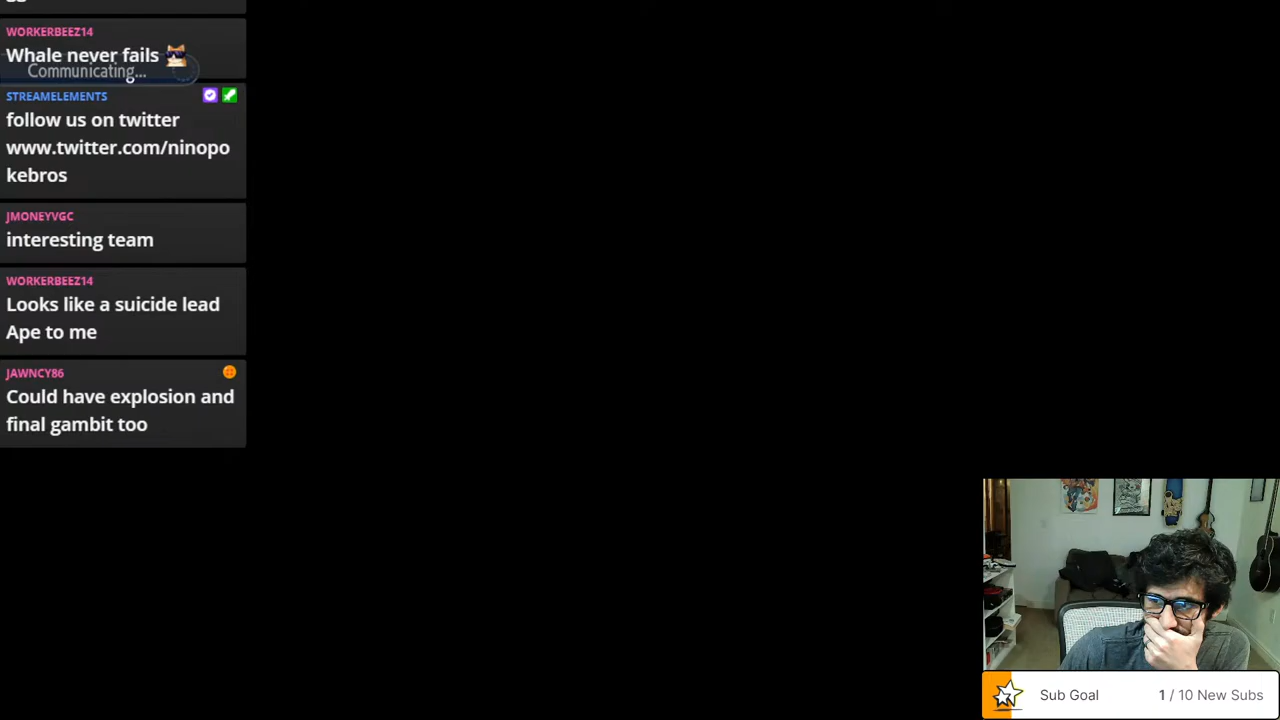 WORKERBEEZ14
Whale never fails
Communicating...
STREAMELEMENTS
follow us on twitter
www.twitter.com/ninopo
kebros
JMONEYVGC
interesting team
WORKERBEEZ14
Looks like a suicide lead
Ape to me
JAWNCY86
Could have explosion and
final gambit too
Sub Goal 1 / 10 New Subs